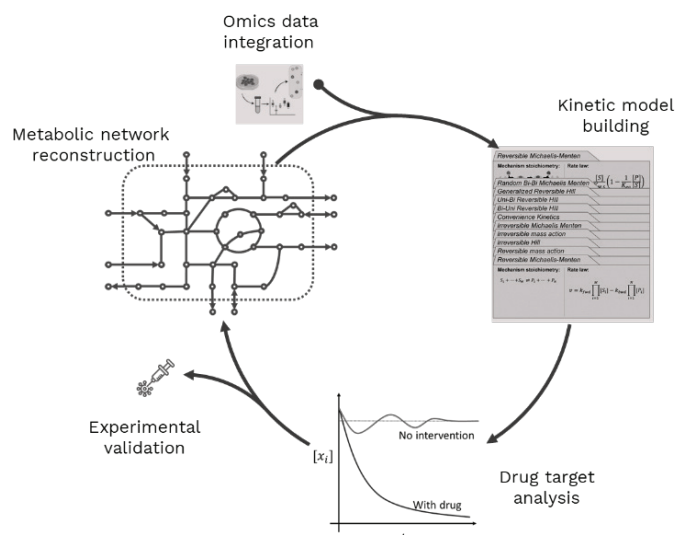 Omics data
integration
Metabolic network
reconstruction
Kinetic model
building
Reversible Michaelis-Menten
Mechanism stoichiometry: Rate law:
Random Bi-Bi Michaelis Menten
Generalized Reversible Hill
Uni-Bi Reversible Hill
Bi-Uni Reversible Hill
Convenience Kinetics
Irreversible Michaelis Menten
Irreversible mass action
Irreversible Hill
Reversible mass action
Reversible Michaelis-Menten
Mechanism stoichiometry: Rate law:
Experimental
validation
No intervention
[xᵢ]
With drug
Drug target
analysis